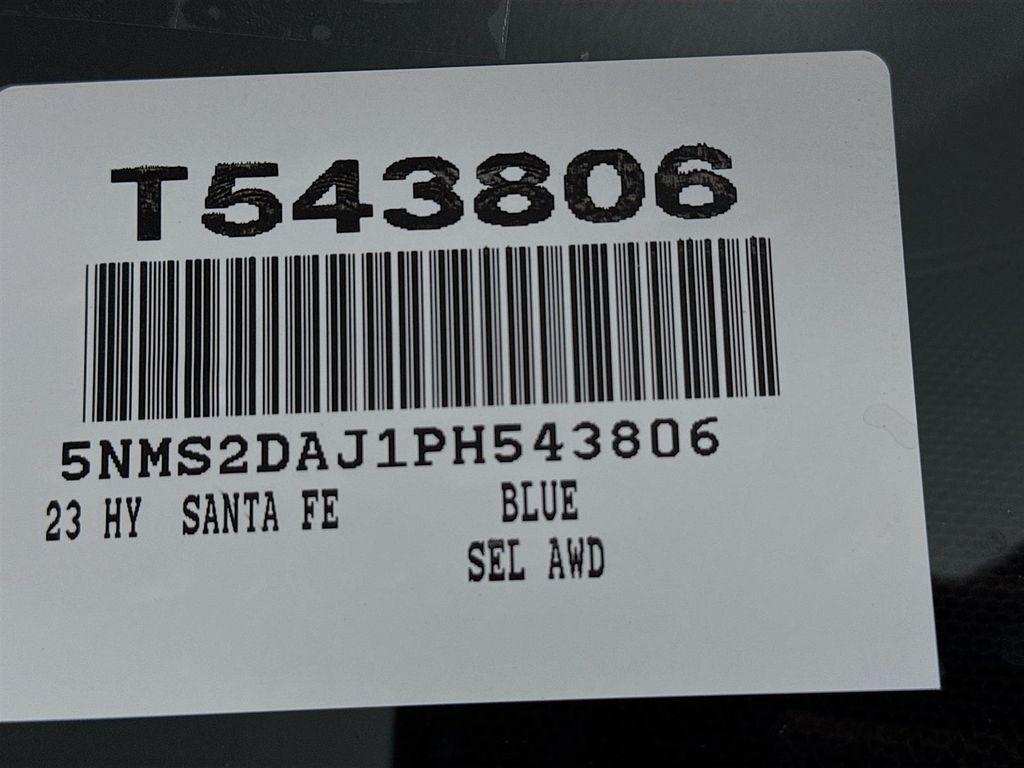 T543806
5NMS2DAJ1PH543806
23 HY SANTA FE BLUE
SEL AWD